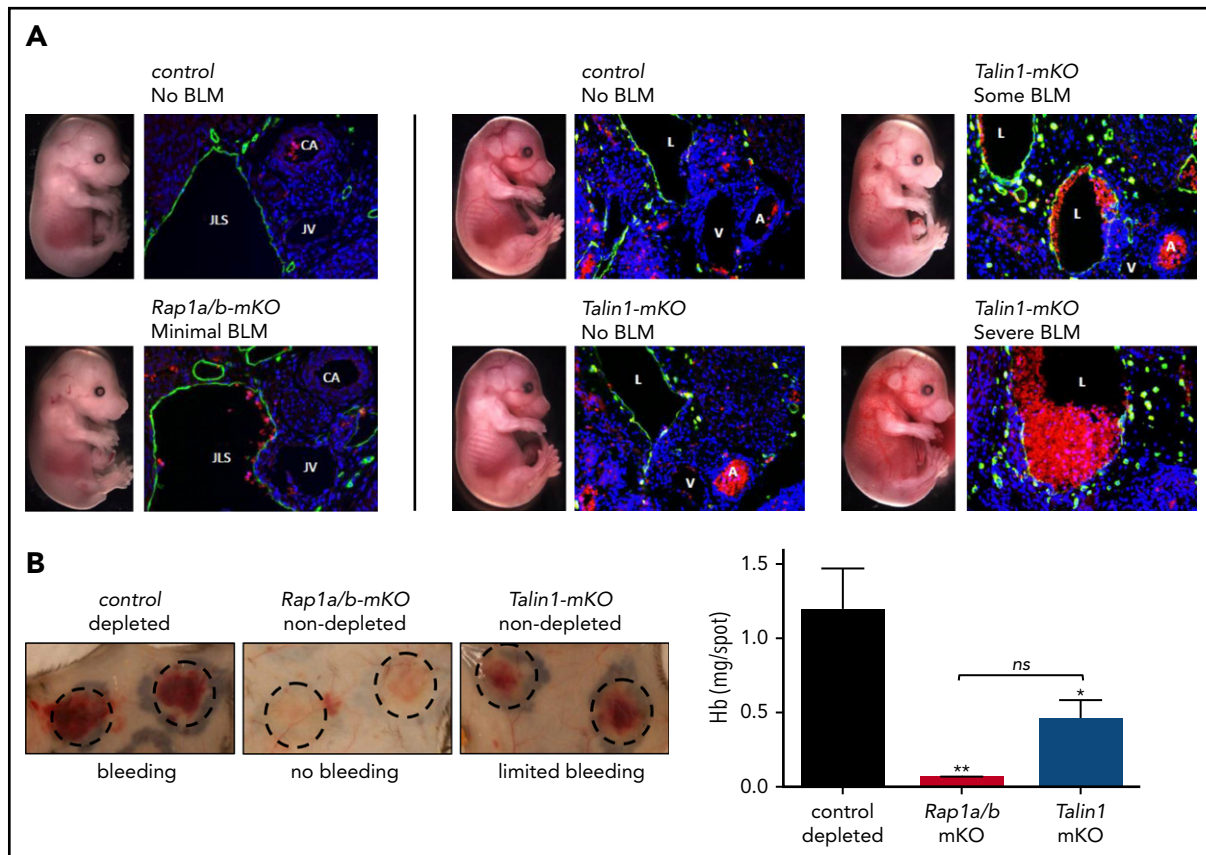 A
control
No BLM
CA
JLS
JV
Rap1a/b-mKO
Minimal BLM
CA
JLS
JV
control
No BLM
L
V
A
Talin1-mKO
No BLM
L
V
A
Talin1-mKO
Some BLM
L
L
A
V
Talin1-mKO
Severe BLM
L
B
control
depleted
bleeding
Rap1a/b-mKO
non-depleted
no bleeding
Talin1-mKO
non-depleted
limited bleeding
Hb (mg/spot)
1.5
1.0
0.5
0.0
ns
**
*
control
depleted
Rap1a/b
mKO
Talin1
mKO